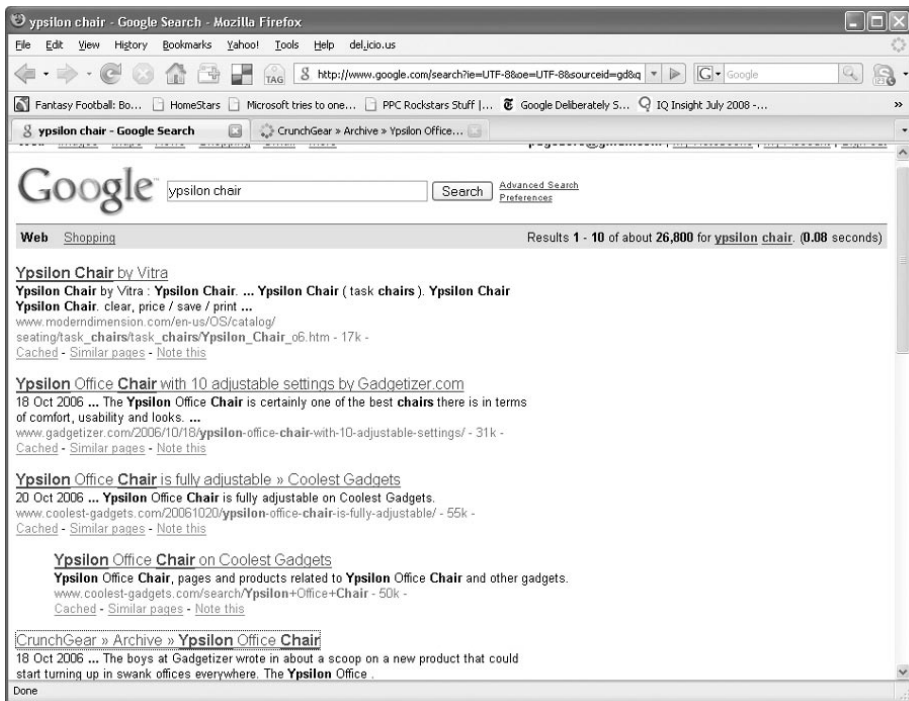 ypsilon chair - Google Search - Mozilla Firefox
File Edit View History Bookmarks Yahoo! Tools Help del.icio.us
TAG http://www.google.com/search?ie=UTF-8&oe=UTF-8&sourceid=gd&q G Google
Fantasy Football: Bo... HomeStars Microsoft tries to one... PPC Rockstars Stuff |... Google Deliberately S... IQ Insight July 2008 -... »
ypsilon chair - Google Search CrunchGear » Archive » Ypsilon Office...
Google™ ypsilon chair Search Advanced Search
Preferences
Web Shopping Results 1 - 10 of about 26,800 for ypsilon chair. (0.08 seconds)
Ypsilon Chair by Vitra
Ypsilon Chair by Vitra : Ypsilon Chair. ... Ypsilon Chair ( task chairs ). Ypsilon Chair
Ypsilon Chair. clear, price / save / print ...
www.moderndimension.com/en-us/OS/catalog/
seating/task_chairs/task_chairs/Ypsilon_Chair_o6.htm - 17k -
Cached - Similar pages - Note this
Ypsilon Office Chair with 10 adjustable settings by Gadgetizer.com
18 Oct 2006 ... The Ypsilon Office Chair is certainly one of the best chairs there is in terms
of comfort, usability and looks. ...
www.gadgetizer.com/2006/10/18/ypsilon-office-chair-with-10-adjustable-settings/ - 31k -
Cached - Similar pages - Note this
Ypsilon Office Chair is fully adjustable » Coolest Gadgets
20 Oct 2006 ... Ypsilon Office Chair is fully adjustable on Coolest Gadgets.
www.coolest-gadgets.com/20061020/ypsilon-office-chair-is-fully-adjustable/ - 55k -
Cached - Similar pages - Note this
Ypsilon Office Chair on Coolest Gadgets
Ypsilon Office Chair, pages and products related to Ypsilon Office Chair and other gadgets.
www.coolest-gadgets.com/search/Ypsilon+Office+Chair - 50k -
Cached - Similar pages - Note this
CrunchGear » Archive » Ypsilon Office Chair
18 Oct 2006 ... The boys at Gadgetizer wrote in about a scoop on a new product that could
start turning up in swank offices everywhere. The Ypsilon Office .
Done